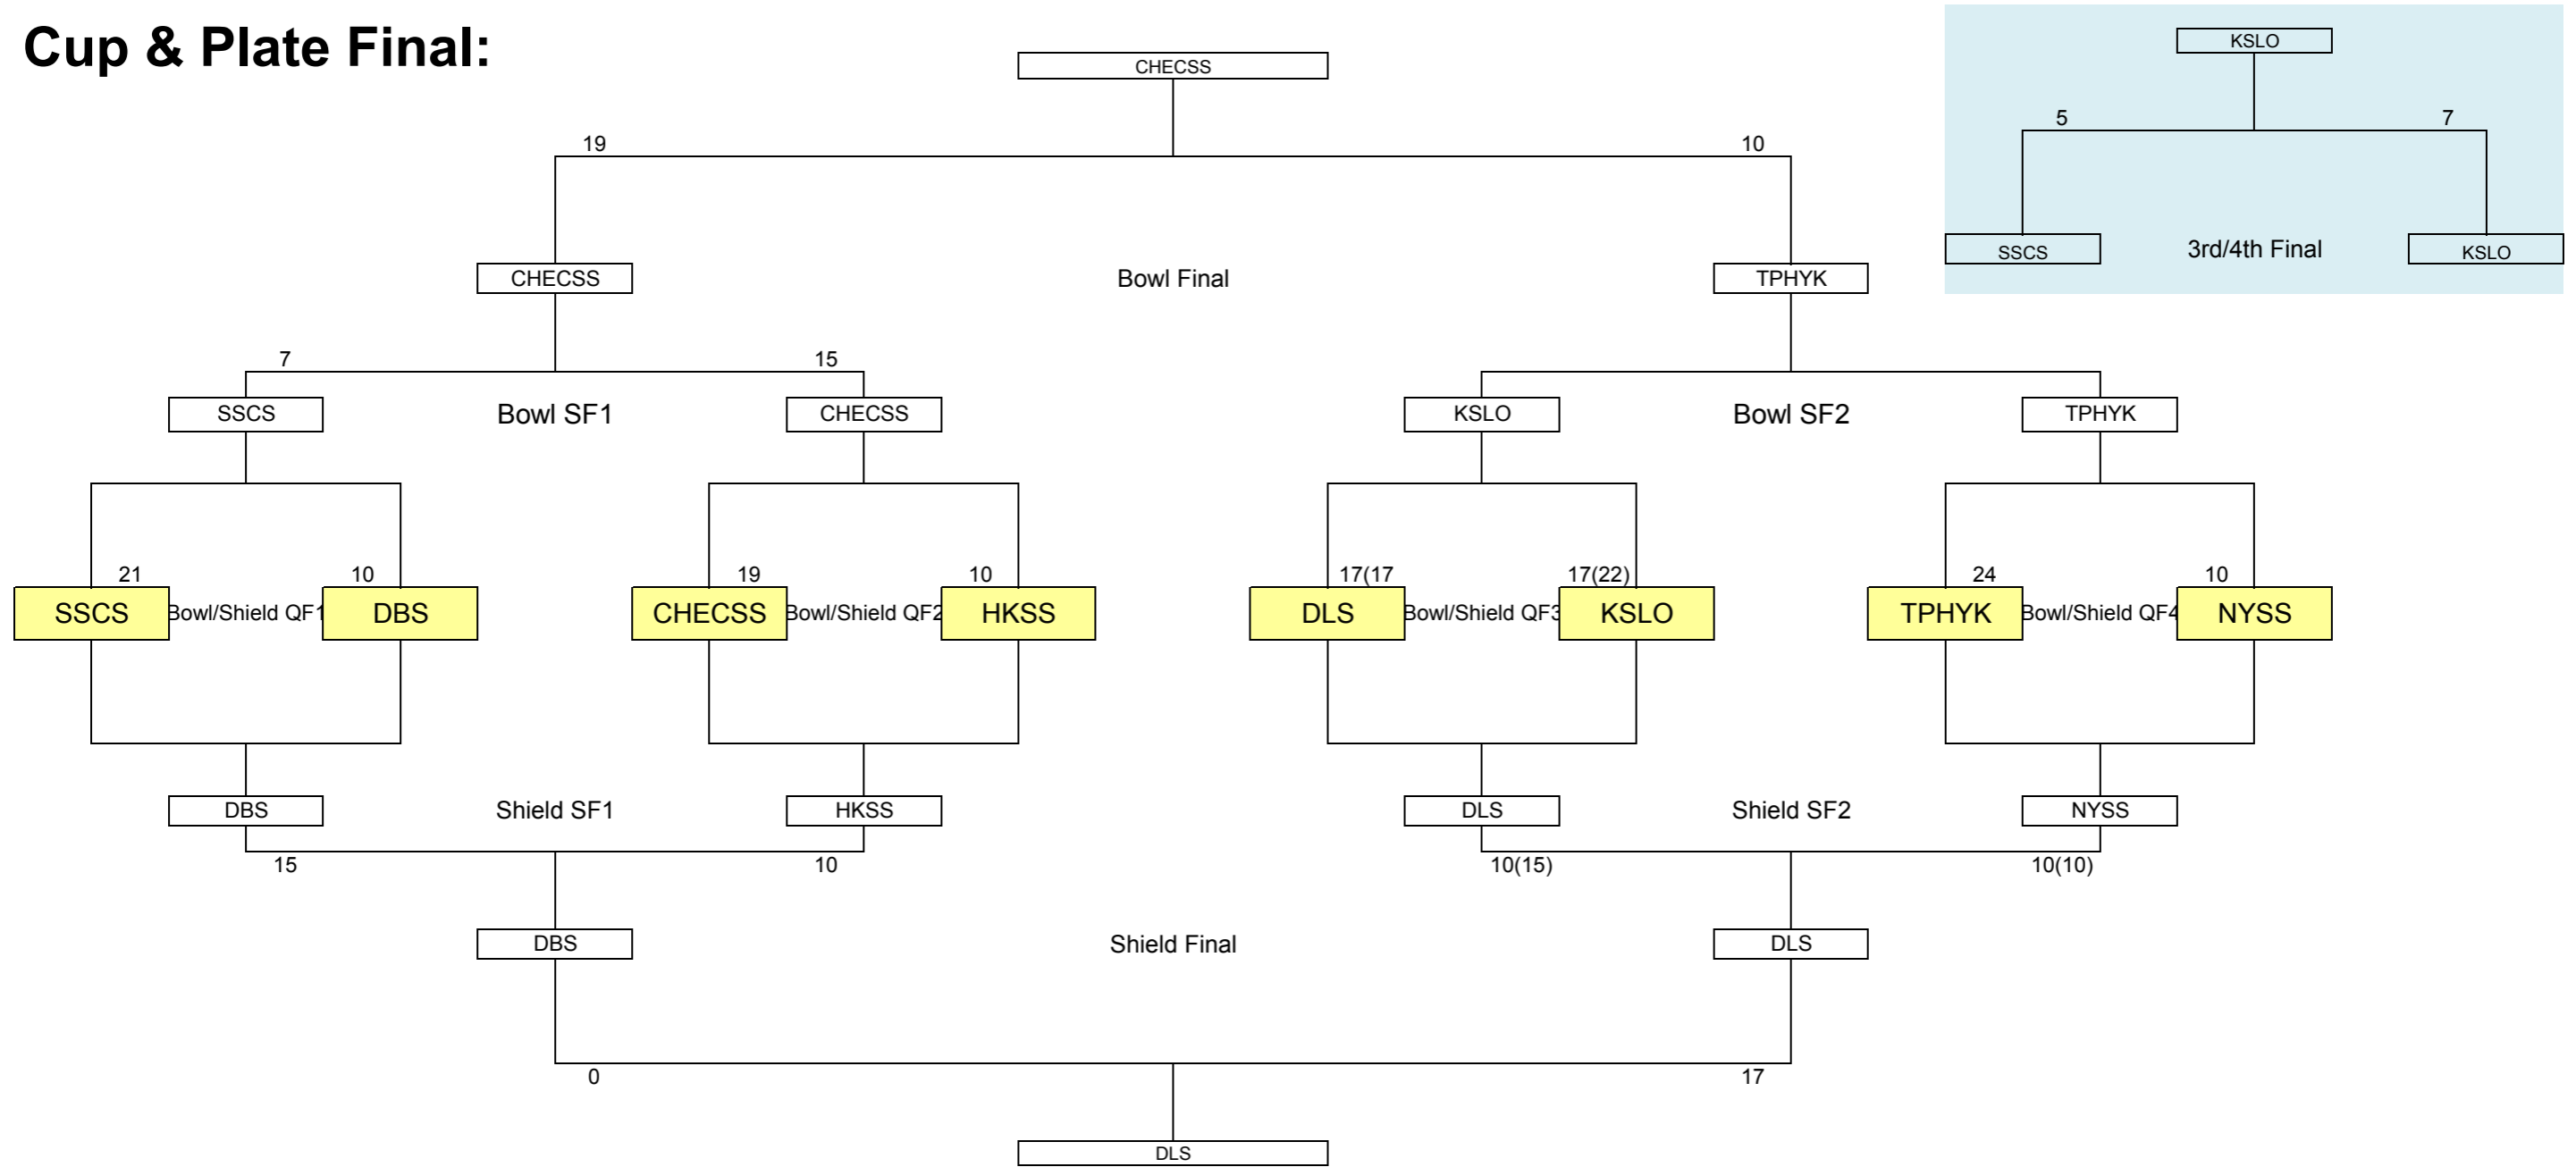 Cup & Plate Final:
KSLO
CHECSS
5 7
19 10
SSCS 3rd/4th Final KSLO
CHECSS Bowl Final TPHYK
7 15
SSCS Bowl SF1 CHECSS KSLO Bowl SF2 TPHYK
21 10 19 10 17(17 17(22) 24 10
SSCS Bowl/Shield QF1 DBS CHECSS Bowl/Shield QF2 HKSS DLS Bowl/Shield QF3 KSLO TPHYK Bowl/Shield QF4 NYSS
DBS Shield SF1 HKSS DLS Shield SF2 NYSS
15 10 10(15) 10(10)
DBS Shield Final DLS
0 17
DLS